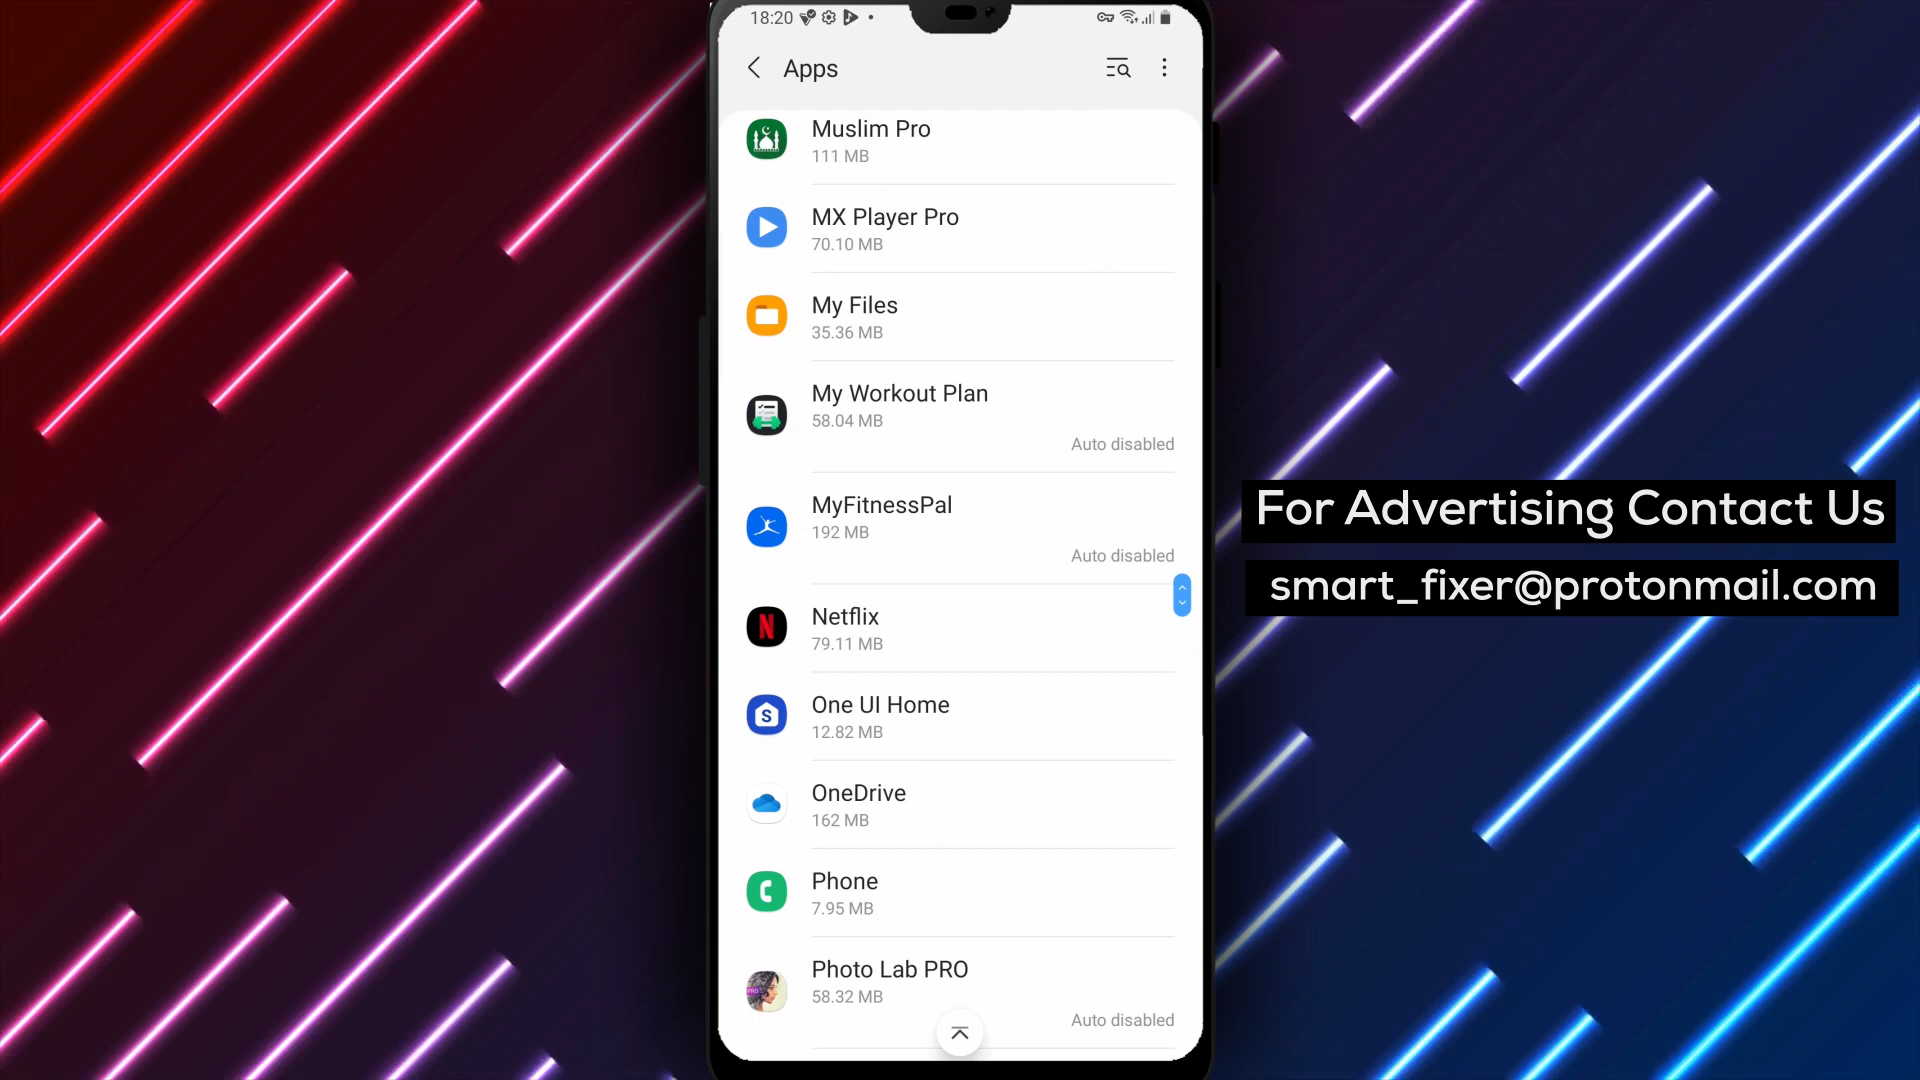 18:20
Apps
Muslim Pro
111 MB
MX Player Pro
70.10 MB
My Files
35.36 MB
My Workout Plan
58.04 MB
Auto disabled
MyFitnessPal
192 MB
Auto disabled
Netflix
79.11 MB
One UI Home
12.82 MB
OneDrive
162 MB
Phone
7.95 MB
Photo Lab PRO
58.32 MB
Auto disabled
For Advertising Contact Us
smart_fixer@protonmail.com